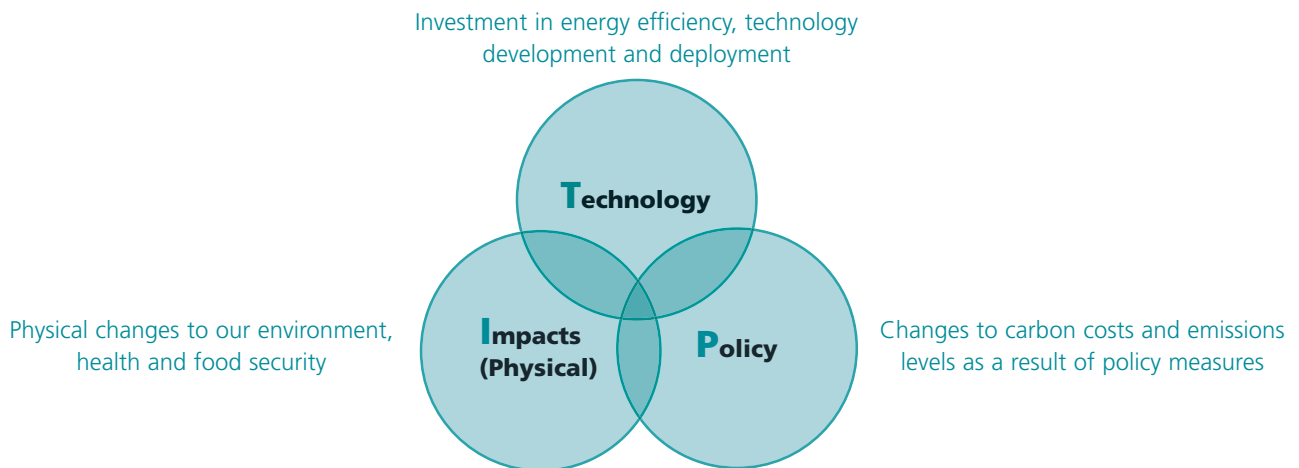 Investment in energy efficiency, technology
development and deployment
Technology
Physical changes to our environment,
health and food security
Impacts
(Physical)
Policy
Changes to carbon costs and emissions
levels as a result of policy measures